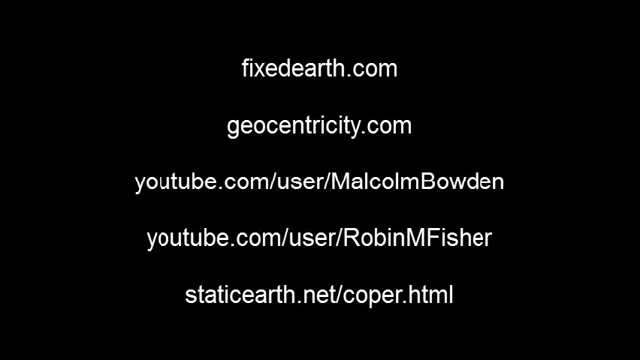 fixedearth.com
geocentricity.com
youtube.com/user/MalcolmBowden
youtube.com/user/RobinMFisher
staticearth.net/coper.html